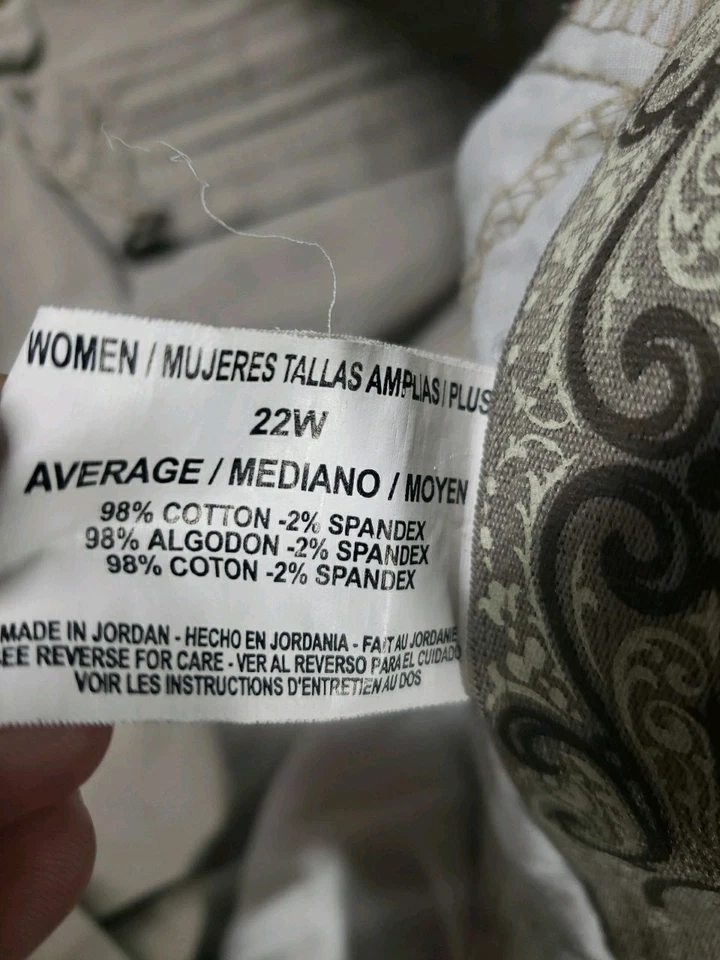 WOMEN / MUJERES TALLAS AMPLIAS / PLUS
22W
AVERAGE / MEDIANO / MOYEN
98% COTTON -2% SPANDEX
98% ALGODON -2% SPANDEX
98% COTON -2% SPANDEX
MADE IN JORDAN - HECHO EN JORDANIA - FAIT AU JORDANIE
EE REVERSE FOR CARE - VER AL REVERSO PARA EL CUIDADO
VOIR LES INSTRUCTIONS D'ENTRETIEN AU DOS